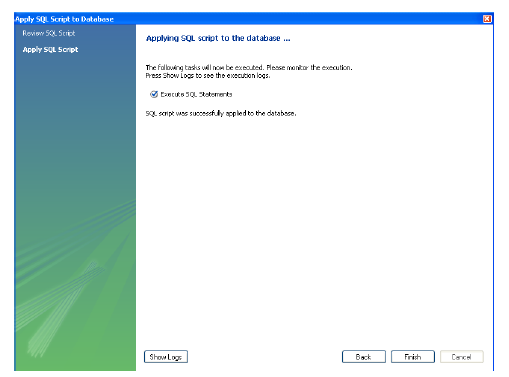 Apply SQL Script to Database
Review SQL Script
Apply SQL Script
Applying SQL script to the database ...
The following tasks will now be executed. Please monitor the execution.
Press Show Logs to see the execution logs.
Execute SQL Statements
SQL script was successfully applied to the database.
Show Logs
Back
Finish
Cancel